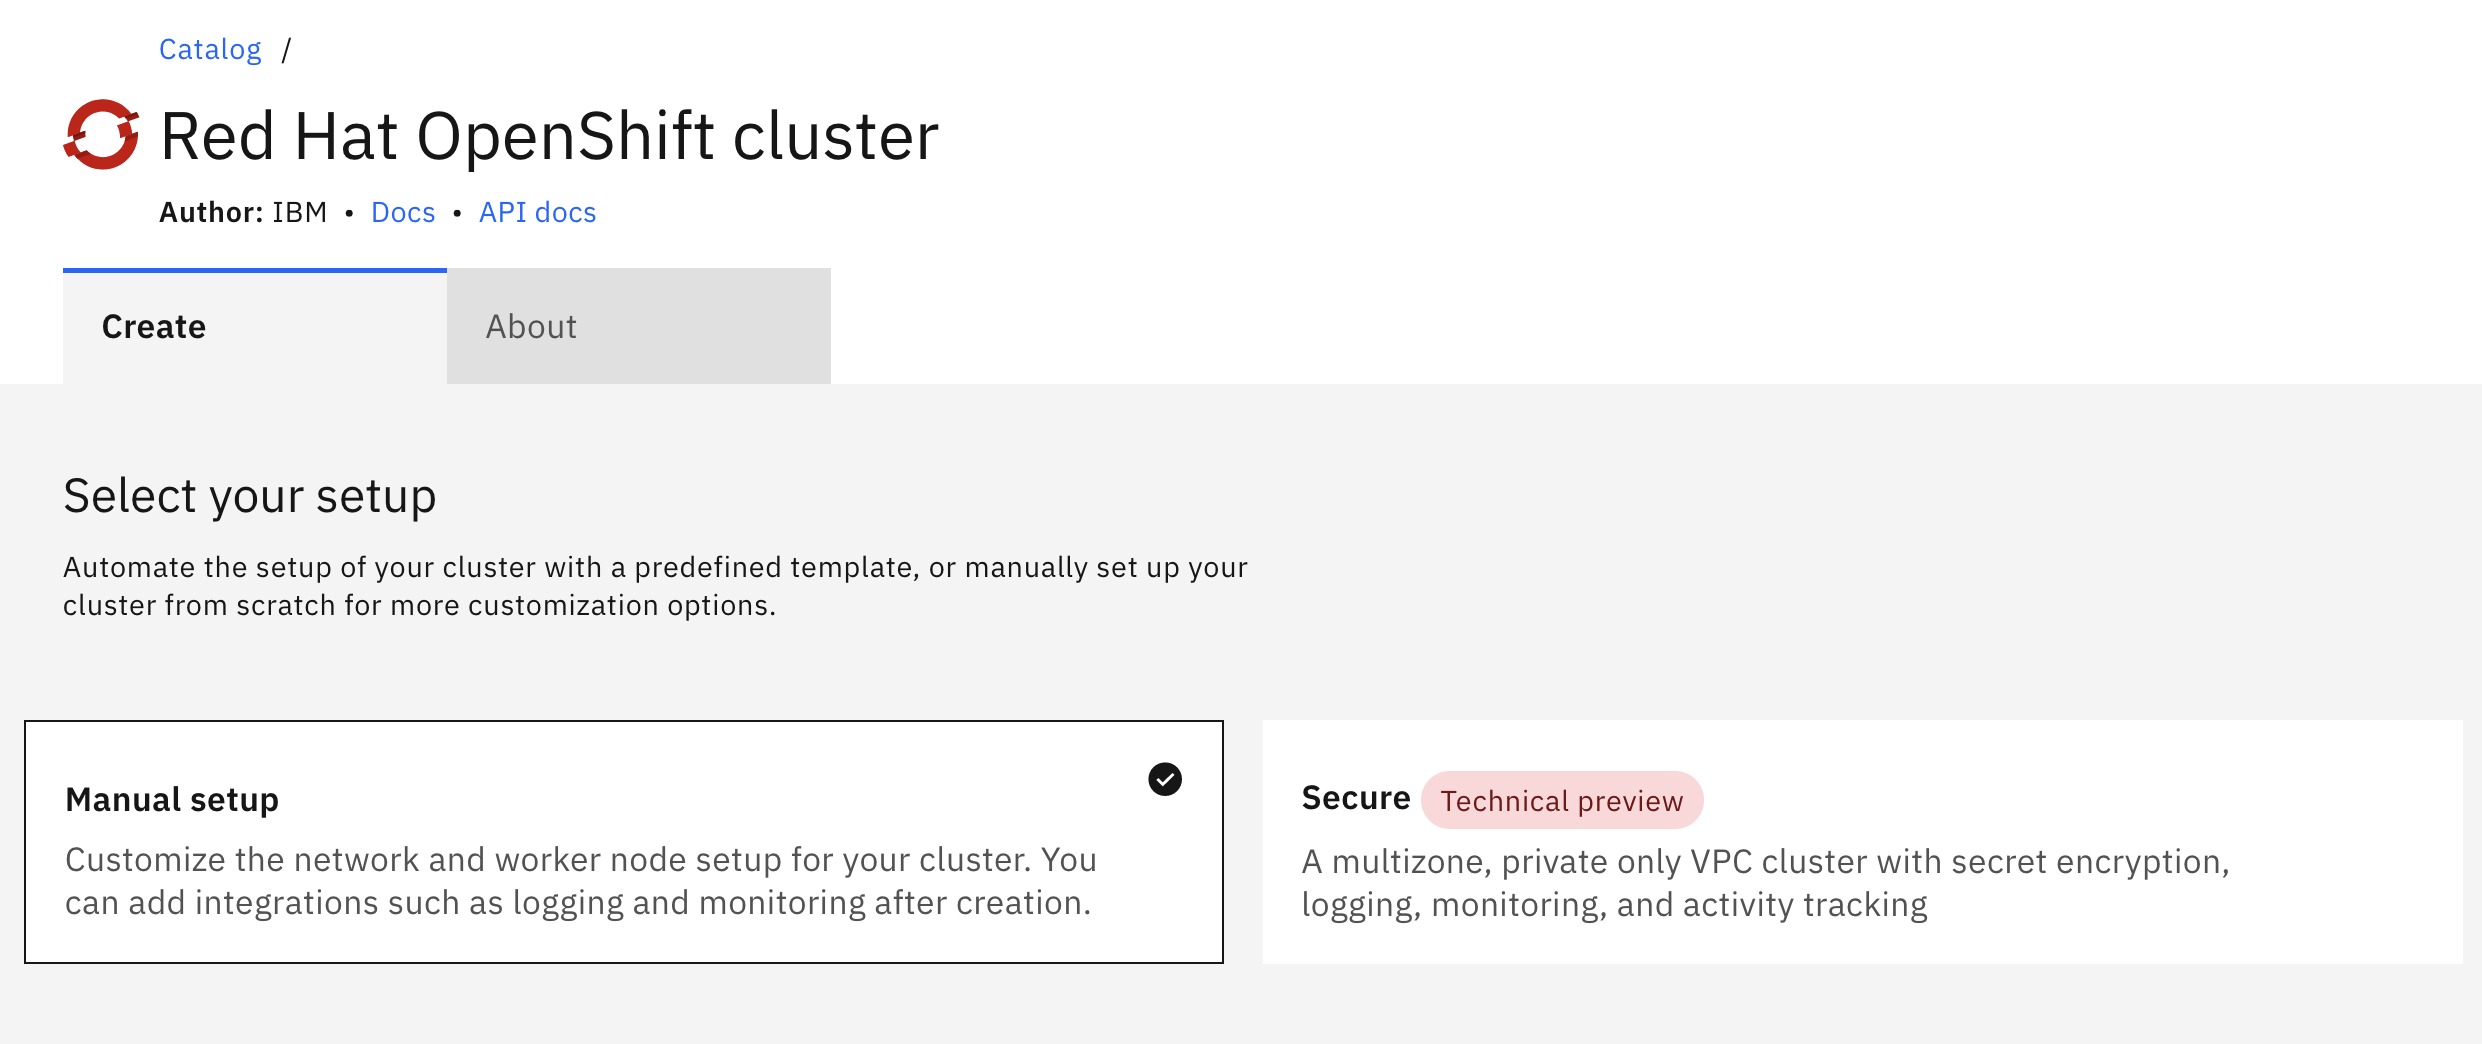 Catalog /
Red Hat OpenShift cluster
Author: IBM • Docs • API docs
Create
About
Select your setup
Automate the setup of your cluster with a predefined template, or manually set up your
cluster from scratch for more customization options.
Manual setup
Customize the network and worker node setup for your cluster. You
can add integrations such as logging and monitoring after creation.
Secure Technical preview
A multizone, private only VPC cluster with secret encryption,
logging, monitoring, and activity tracking